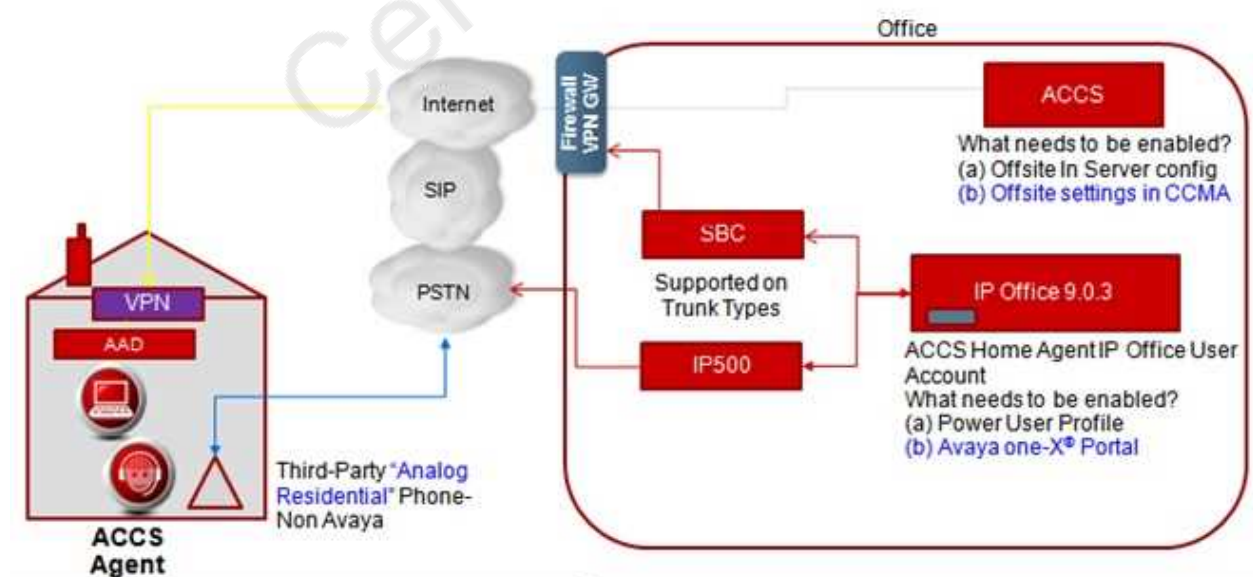 Cer
Office
Internet
SIP
PSTN
Firewall
VPN GW
ACCS
What needs to be enabled?
(a) Offsite In Server config
(b) Offsite settings in CCMA
SBC
Supported on
Trunk Types
IP500
IP Office 9.0.3
ACCS Home Agent IP Office User
Account
What needs to be enabled?
(a) Power User Profile
(b) Avaya one-X® Portal
VPN
AAD
Third-Party “Analog
Residential” Phone-
Non Avaya
ACCS
Agent